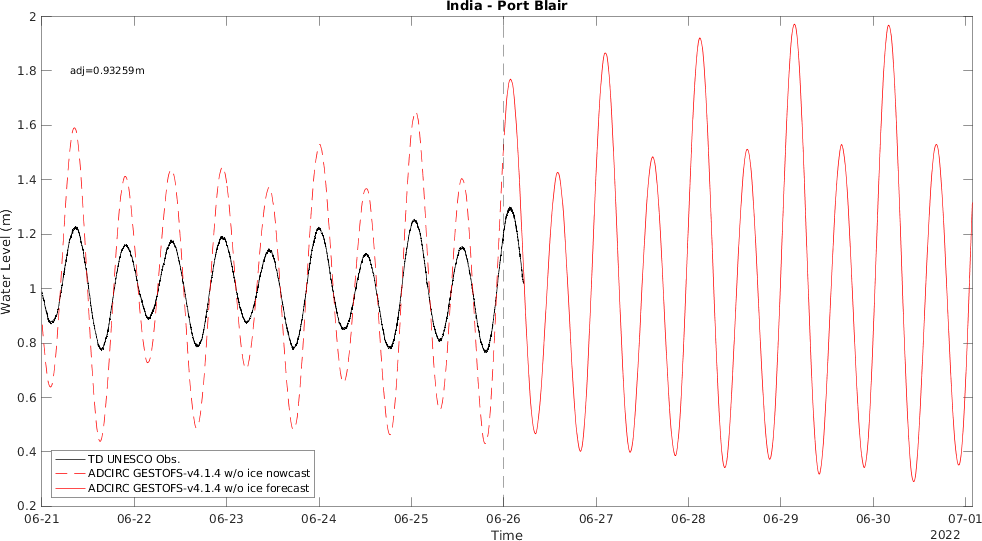 India - Port Blair
2
1.8
1.6
1.4
1.2
1
0.8
0.6
0.4
0.2
Water Level (m)
adj=0.93259m
TD UNESCO Obs.
ADCIRC GESTOFS-v4.1.4 w/o ice nowcast
ADCIRC GESTOFS-v4.1.4 w/o ice forecast
06-21 06-22 06-23 06-24 06-25 06-26 06-27 06-28 06-29 06-30 07-01
Time
2022